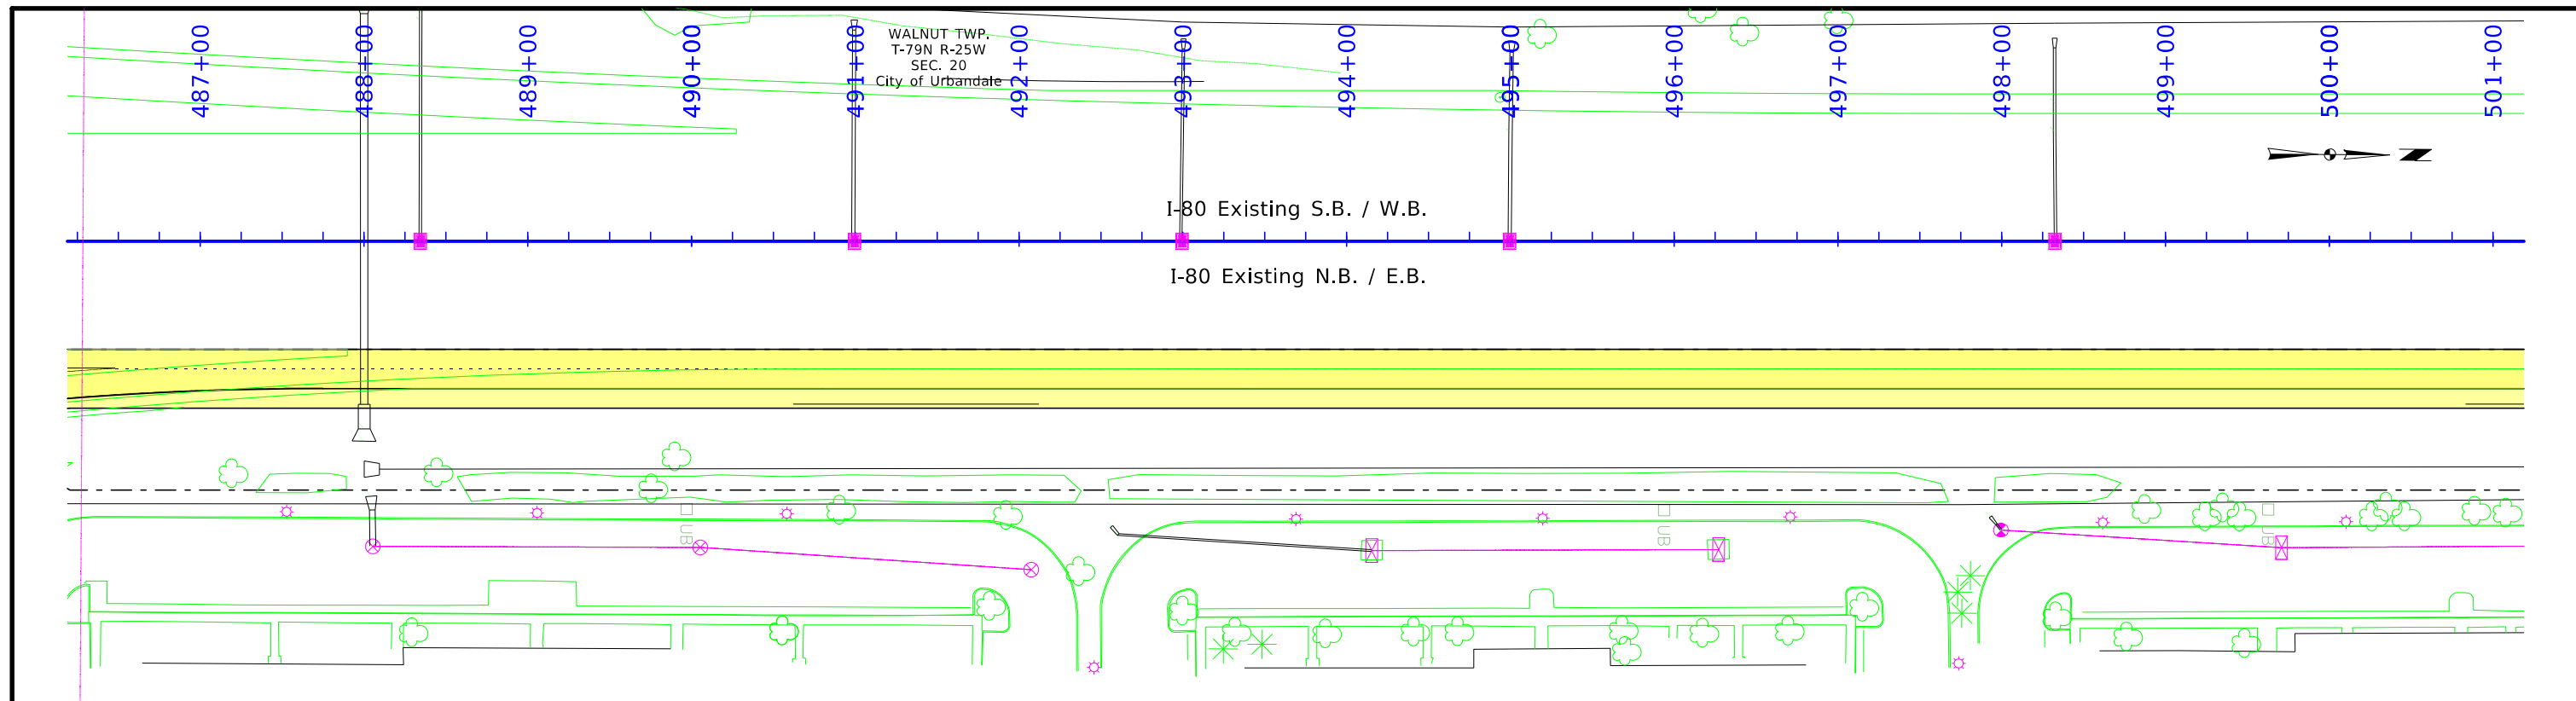 487+00
488+00
489+00
490+00
491+00
492+00
493+00
494+00
495+00
496+00
497+00
498+00
499+00
500+00
501+00
WALNUT TWP.
T-79N R-25W
SEC. 20
City of Urbandale
N
I-80 Existing S.B. / W.B.
I-80 Existing N.B. / E.B.
UB
UB
UB